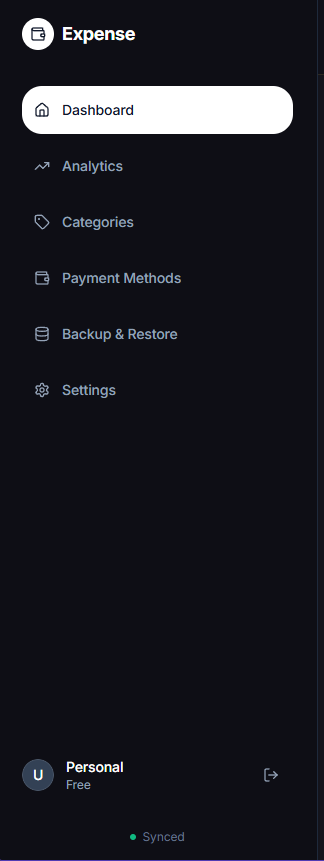 Expense
Dashboard
Analytics
Categories
Payment Methods
Backup & Restore
Settings
U
Personal
Free
Synced